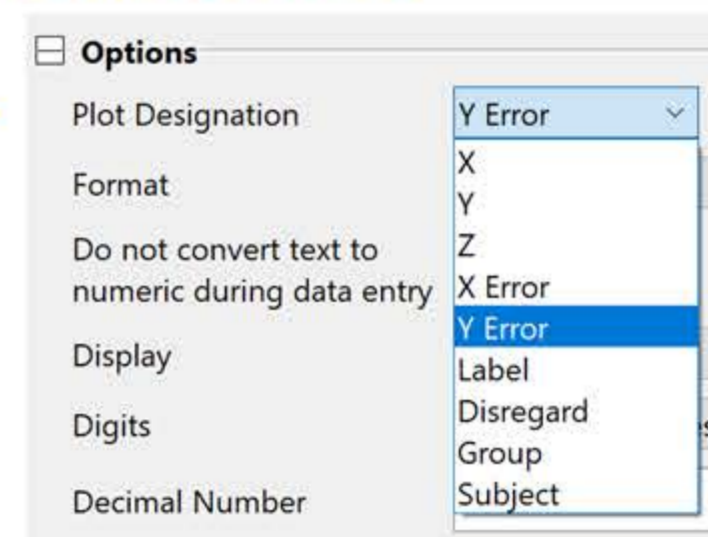 Options
Plot Designation
Y Error
Format
Do not convert text to
numeric during data entry
Display
Digits
Decimal Number
X
Y
Z
X Error
Y Error
Label
Disregard
Group
Subject